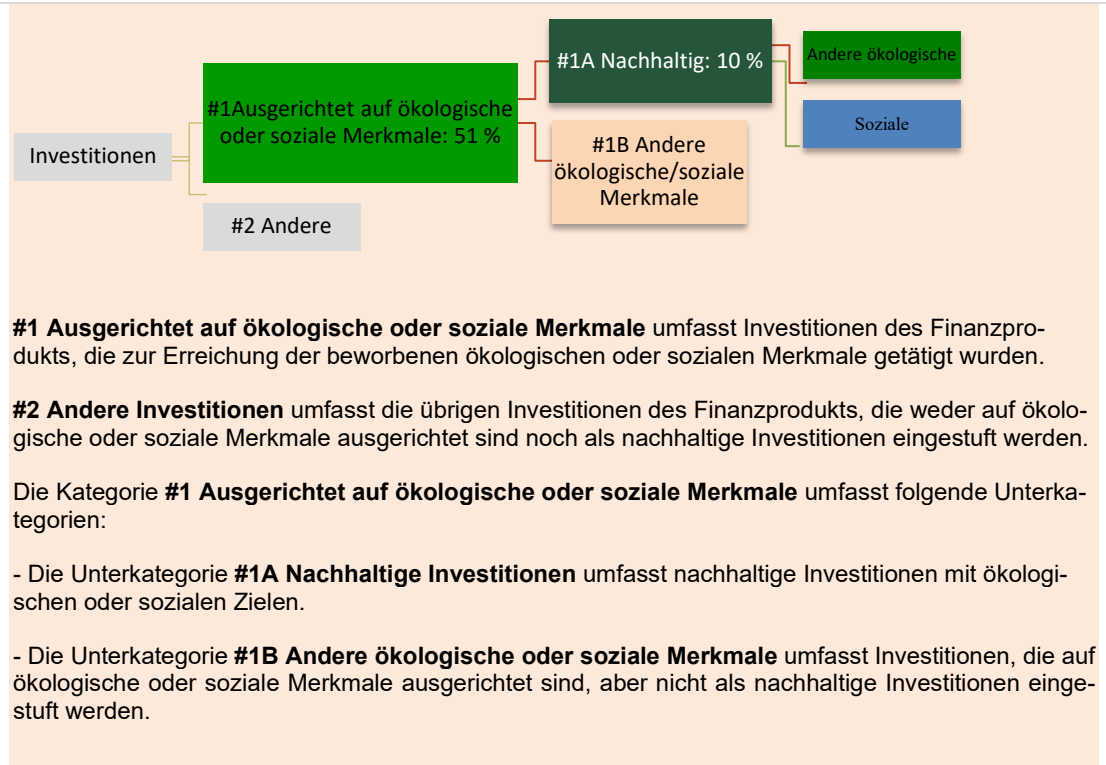 Investitionen
#1Ausgerichtet auf ökologische
oder soziale Merkmale: 51 %
#2 Andere
#1A Nachhaltig: 10 %
#1B Andere
ökologische/soziale
Merkmale
Andere ökologische
Soziale
#1 Ausgerichtet auf ökologische oder soziale Merkmale umfasst Investitionen des Finanzpro-
dukts, die zur Erreichung der beworbenen ökologischen oder sozialen Merkmale getätigt wurden.
#2 Andere Investitionen umfasst die übrigen Investitionen des Finanzprodukts, die weder auf ökolo-
gische oder soziale Merkmale ausgerichtet sind noch als nachhaltige Investitionen eingestuft werden.
Die Kategorie #1 Ausgerichtet auf ökologische oder soziale Merkmale umfasst folgende Unterka-
tegorien:
- Die Unterkategorie #1A Nachhaltige Investitionen umfasst nachhaltige Investitionen mit ökologi-
schen oder sozialen Zielen.
- Die Unterkategorie #1B Andere ökologische oder soziale Merkmale umfasst Investitionen, die auf
ökologische oder soziale Merkmale ausgerichtet sind, aber nicht als nachhaltige Investitionen einge-
stuft werden.